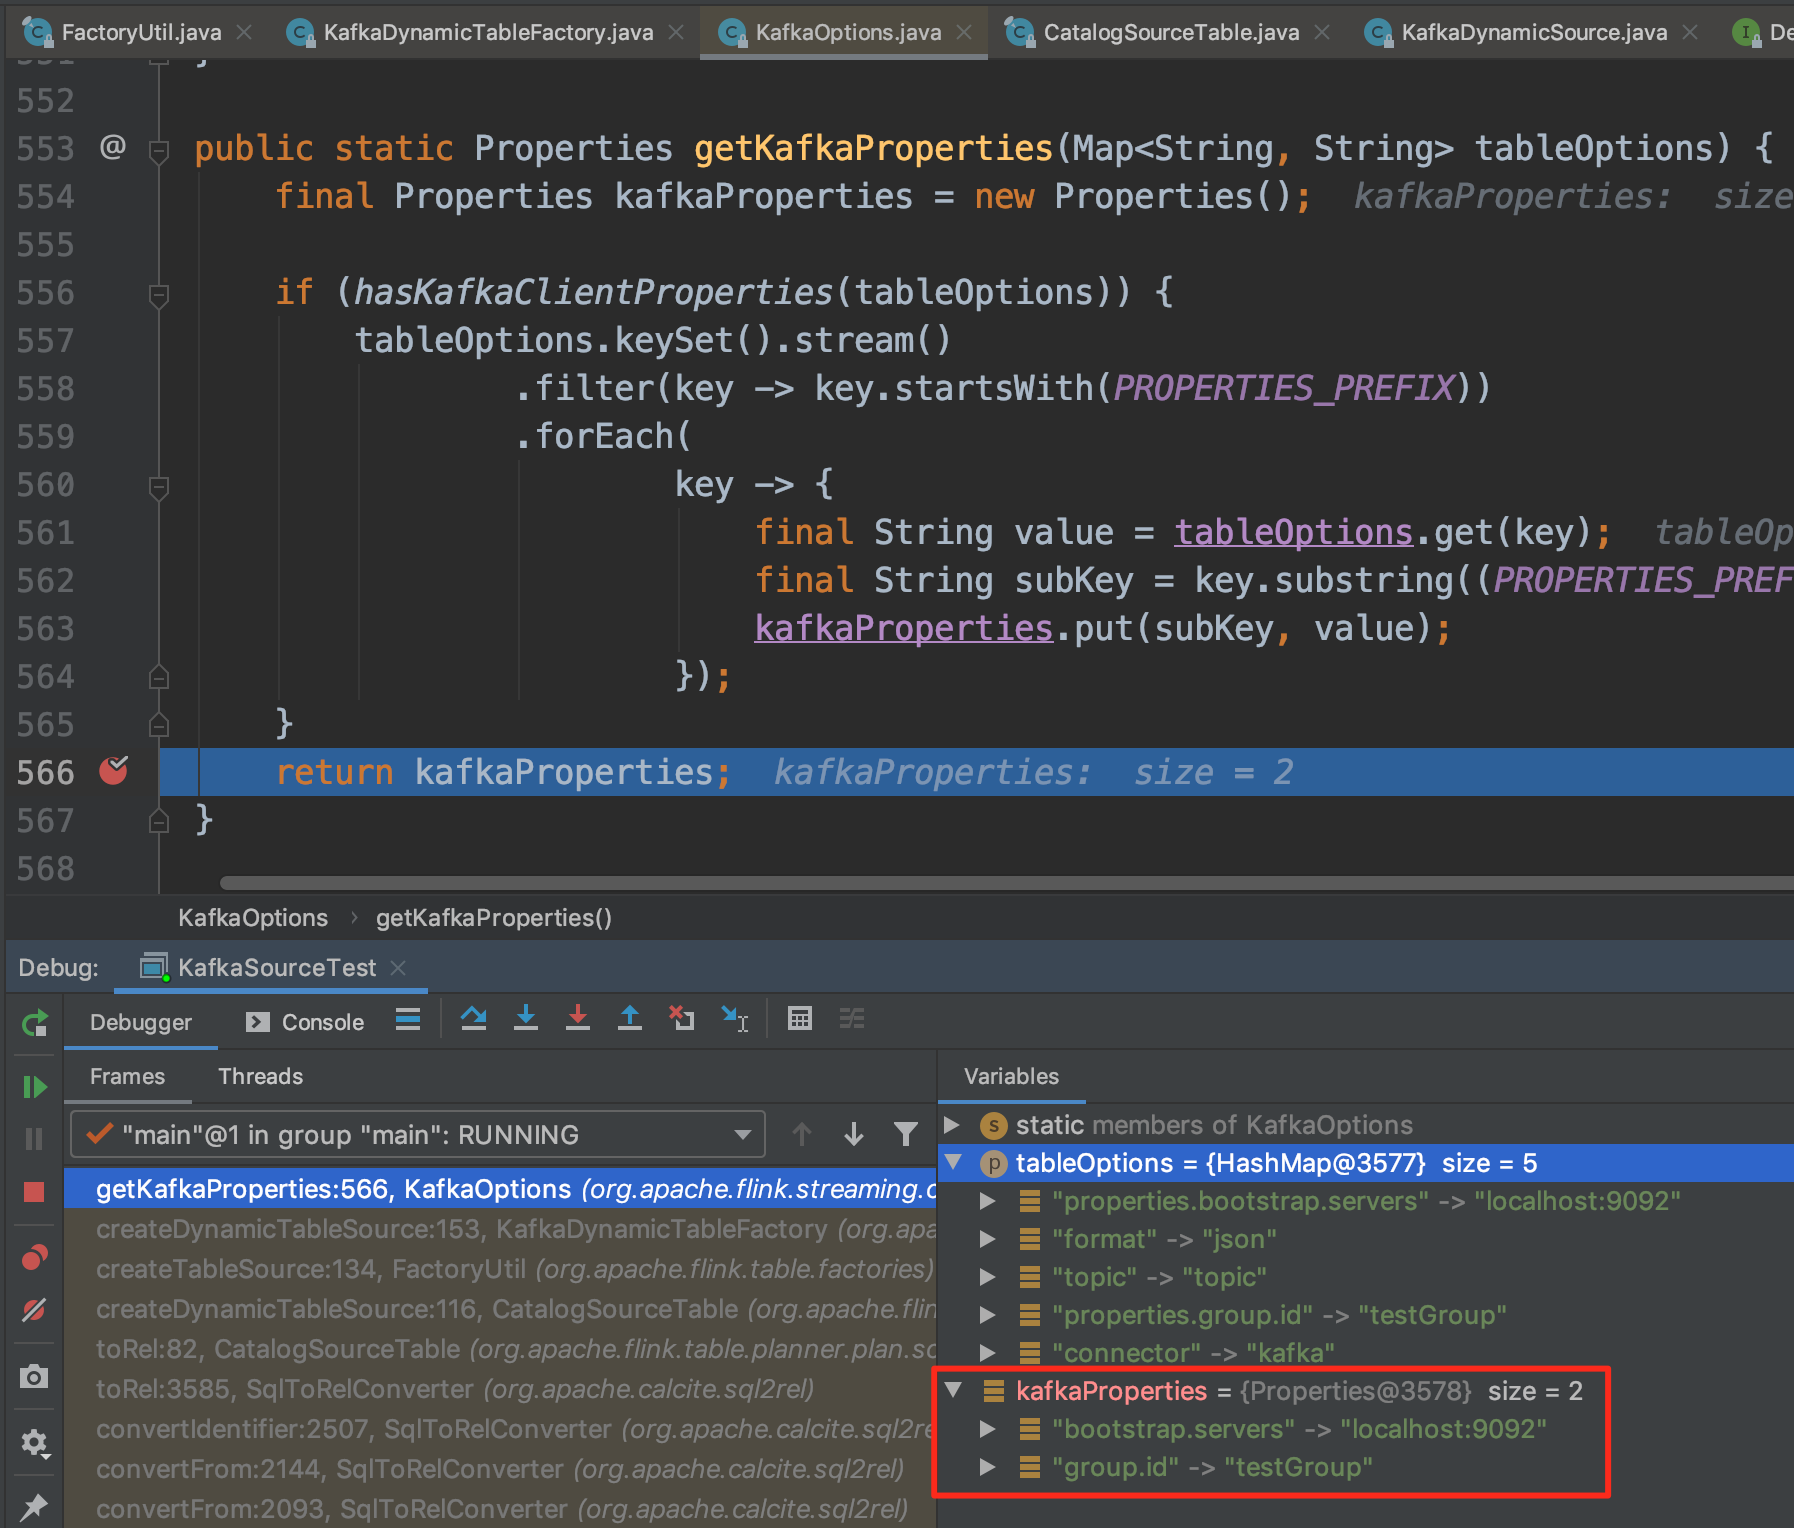 FactoryUtil.java KafkaDynamicTableFactory.java KafkaOptions.java CatalogSourceTable.java KafkaDynamicSource.java De
552
553 @ public static Properties getKafkaProperties(Map<String, String> tableOptions) {
554 final Properties kafkaProperties = new Properties(); kafkaProperties: size
555
556 if (hasKafkaClientProperties(tableOptions)) {
557 tableOptions.keySet().stream()
558 .filter(key -> key.startsWith(PROPERTIES_PREFIX))
559 .forEach(
560 key -> {
561 final String value = tableOptions.get(key); tableOp
562 final String subKey = key.substring((PROPERTIES_PREF
563 kafkaProperties.put(subKey, value);
564 });
565 }
566 return kafkaProperties; kafkaProperties: size = 2
567 }
568
KafkaOptions › getKafkaProperties()
Debug: KafkaSourceTest
Debugger Console
Frames Threads
"main"@1 in group "main": RUNNING
getKafkaProperties:566, KafkaOptions (org.apache.flink.streaming.c
createDynamicTableSource:153, KafkaDynamicTableFactory (org.apa
createTableSource:134, FactoryUtil (org.apache.flink.table.factories)
createDynamicTableSource:116, CatalogSourceTable (org.apache.flin
toRel:82, CatalogSourceTable (org.apache.flink.table.planner.plan.sc
toRel:3585, SqlToRelConverter (org.apache.calcite.sql2rel)
convertIdentifier:2507, SqlToRelConverter (org.apache.calcite.sql2re
convertFrom:2144, SqlToRelConverter (org.apache.calcite.sql2rel)
convertFrom:2093, SqlToRelConverter (org.apache.calcite.sql2rel)
Variables
static members of KafkaOptions
tableOptions = {HashMap@3577} size = 5
"properties.bootstrap.servers" -> "localhost:9092"
"format" -> "json"
"topic" -> "topic"
"properties.group.id" -> "testGroup"
"connector" -> "kafka"
kafkaProperties = {Properties@3578} size = 2
"bootstrap.servers" -> "localhost:9092"
"group.id" -> "testGroup"